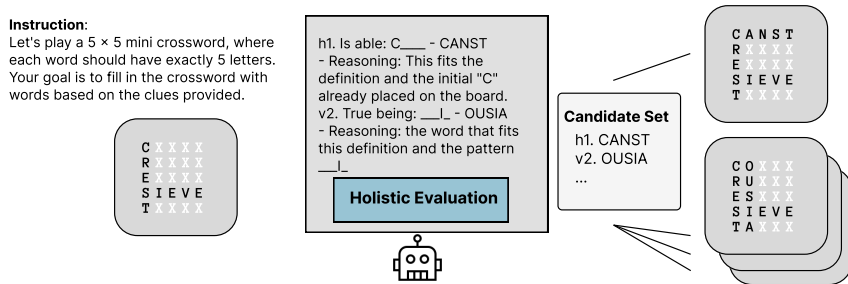 Instruction:
Let's play a 5 × 5 mini crossword, where
each word should have exactly 5 letters.
Your goal is to fill in the crossword with
words based on the clues provided.
C X X X X
R X X X X
E X X X X
S I E V E
T X X X X
h1. Is able: C____ - CANST
- Reasoning: This fits the
definition and the initial "C"
already placed on the board.
v2. True being: ___I_ - OUSIA
- Reasoning: the word that fits
this definition and the pattern
___I_
Holistic Evaluation
Candidate Set
h1. CANST
v2. OUSIA
...
C A N S T
R X X X X
E X X X X
S I E V E
T X X X X
C O X X X
R U X X X
E S X X X
S I E V E
T A X X X